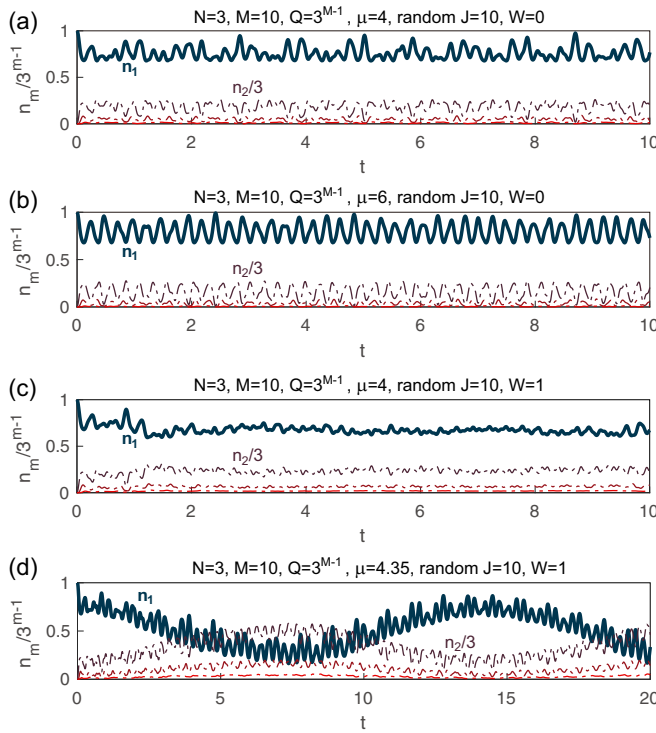 (a) N=3, M=10, Q=3^{M-1} , μ=4, random J=10, W=0
n_m/3^{m-1}
1
0.5
0
n_1
n_2/3
0 2 4 6 8 10
t
(b) N=3, M=10, Q=3^{M-1} , μ=6, random J=10, W=0
n_m/3^{m-1}
1
0.5
0
n_1
n_2/3
0 2 4 6 8 10
t
(c) N=3, M=10, Q=3^{M-1} , μ=4, random J=10, W=1
n_m/3^{m-1}
1
0.5
0
n_1
n_2/3
0 2 4 6 8 10
t
(d) N=3, M=10, Q=3^{M-1} , μ=4.35, random J=10, W=1
n_m/3^{m-1}
1
0.5
0
n_1
n_2/3
0 5 10 15 20
t